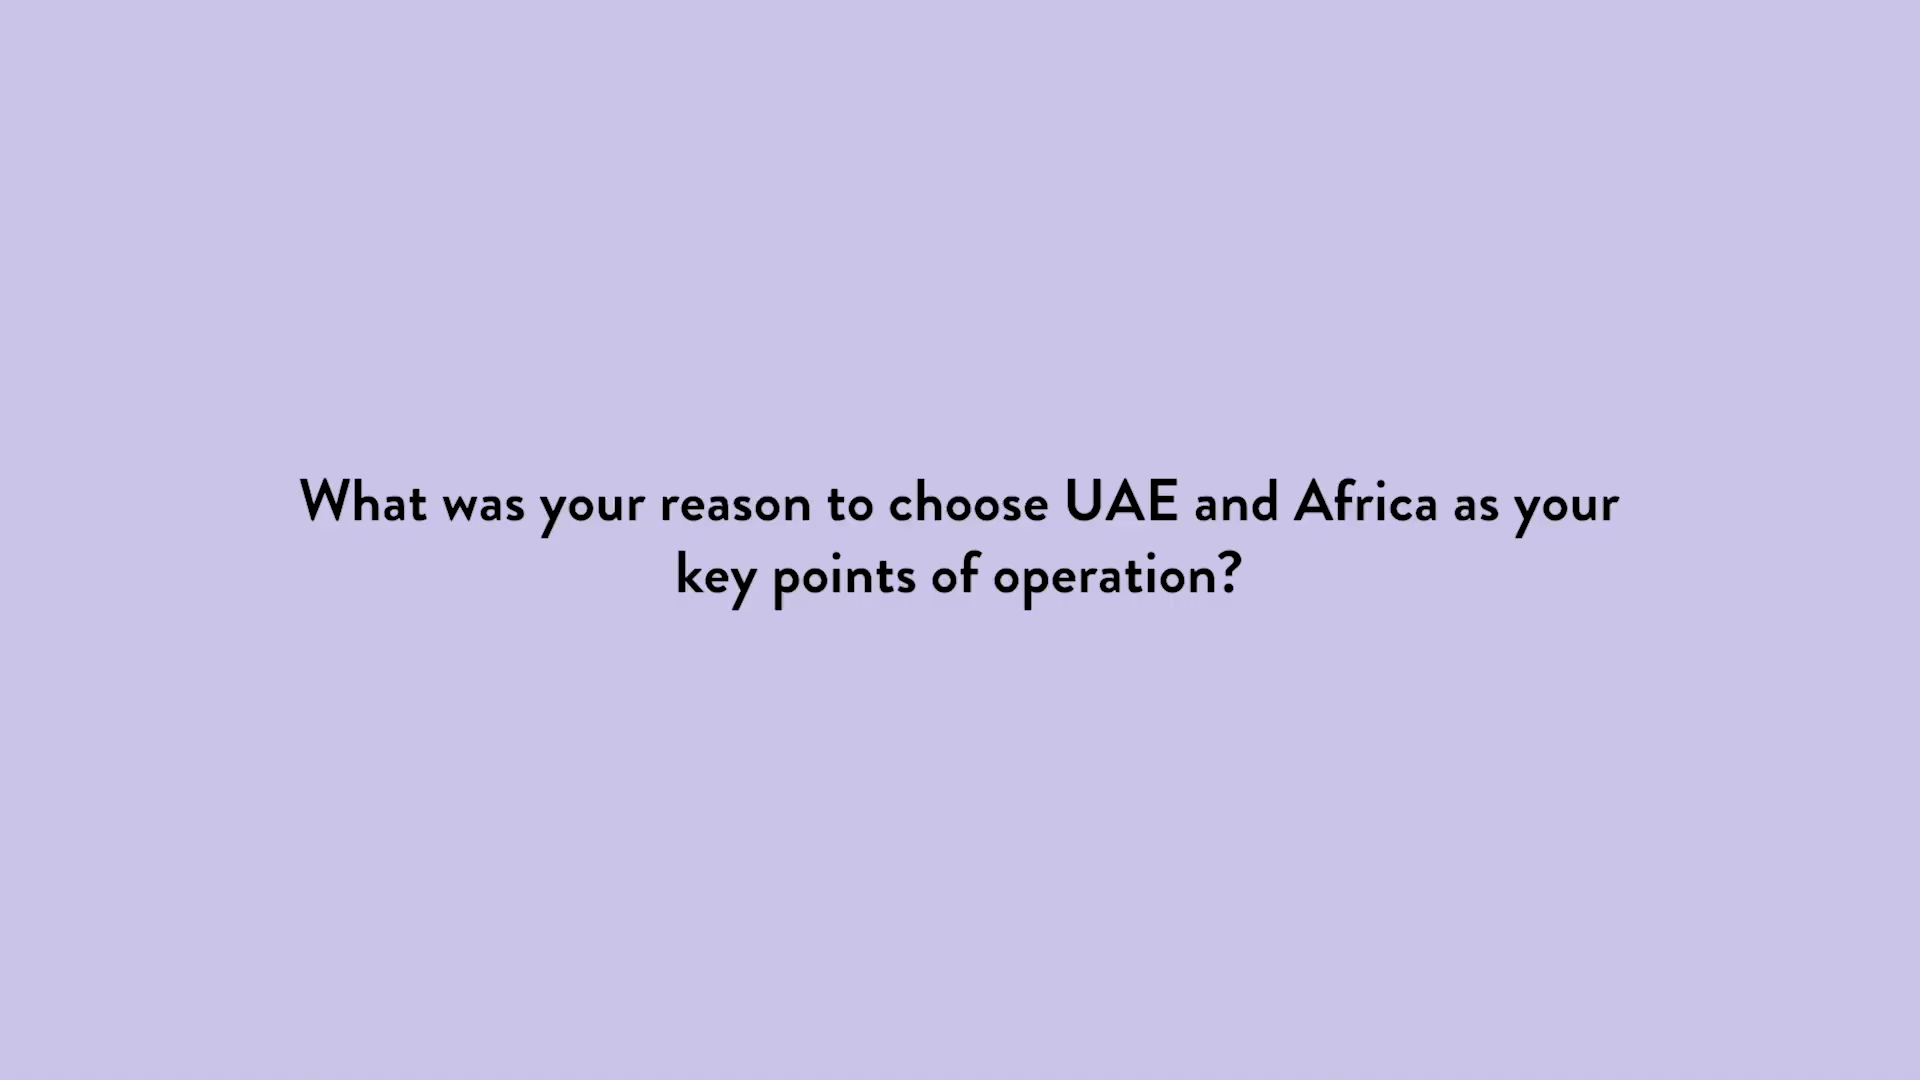 What was your reason to choose UAE and Africa as your
key points of operation?